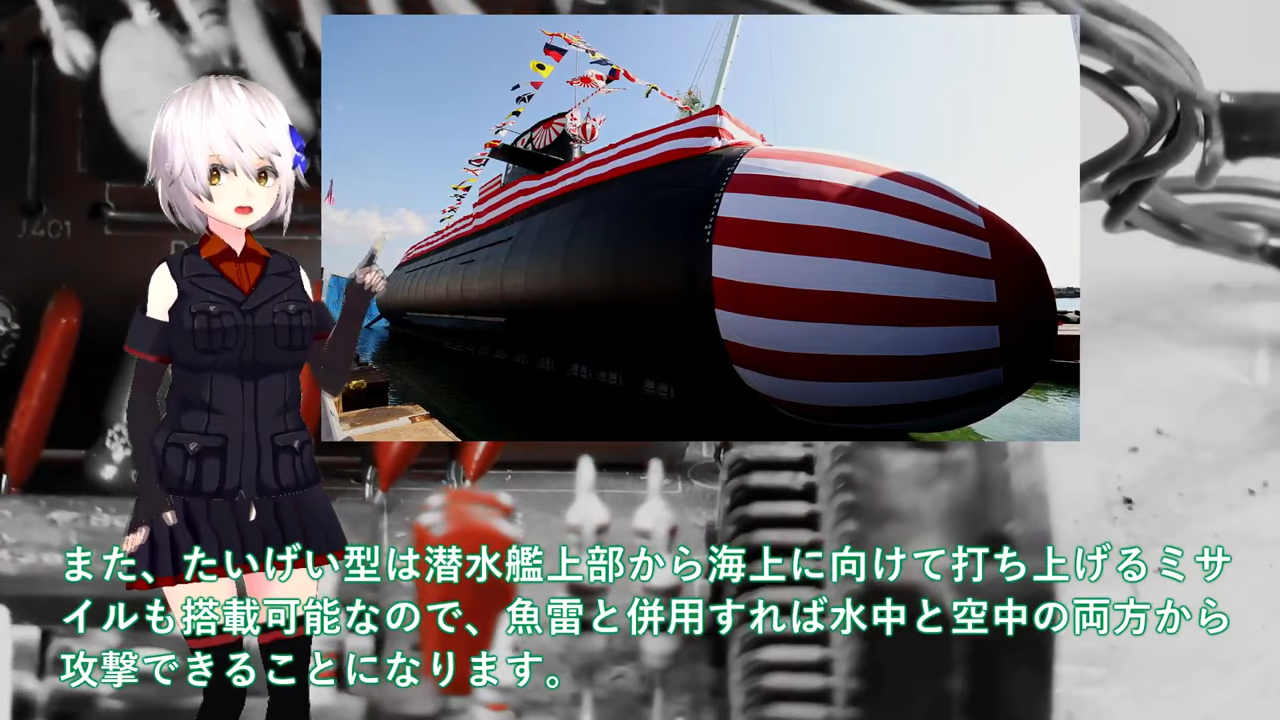 J401
また、たいげい型は潜水艦上部から海上に向けて打ち上げるミサ
イルも搭載可能なので、魚雷と併用すれば水中と空中の両方から
攻撃できることになります。